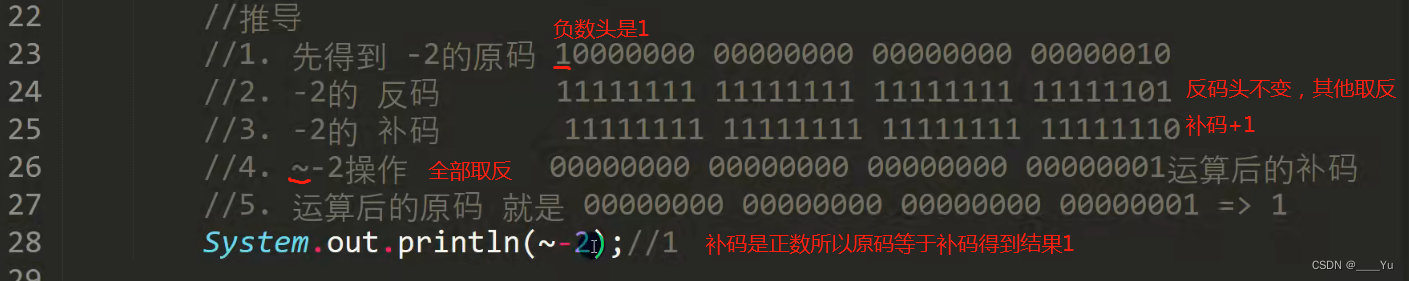 22 //推导
负数头是1
23 //1. 先得到 -2的原码 10000000 00000000 00000000 00000010
24 //2. -2的 反码 11111111 11111111 11111111 11111101 反码头不变，其他取反
25 //3. -2的 补码 11111111 11111111 11111111 11111110 补码+1
26 //4. ~-2操作 全部取反 00000000 00000000 00000000 00000001运算后的补码
27 //5. 运算后的原码 就是 00000000 00000000 00000000 00000001 => 1
28 System.out.println(~-2);//1 补码是正数所以原码等于补码得到结果1
29
CSDN @____Yu